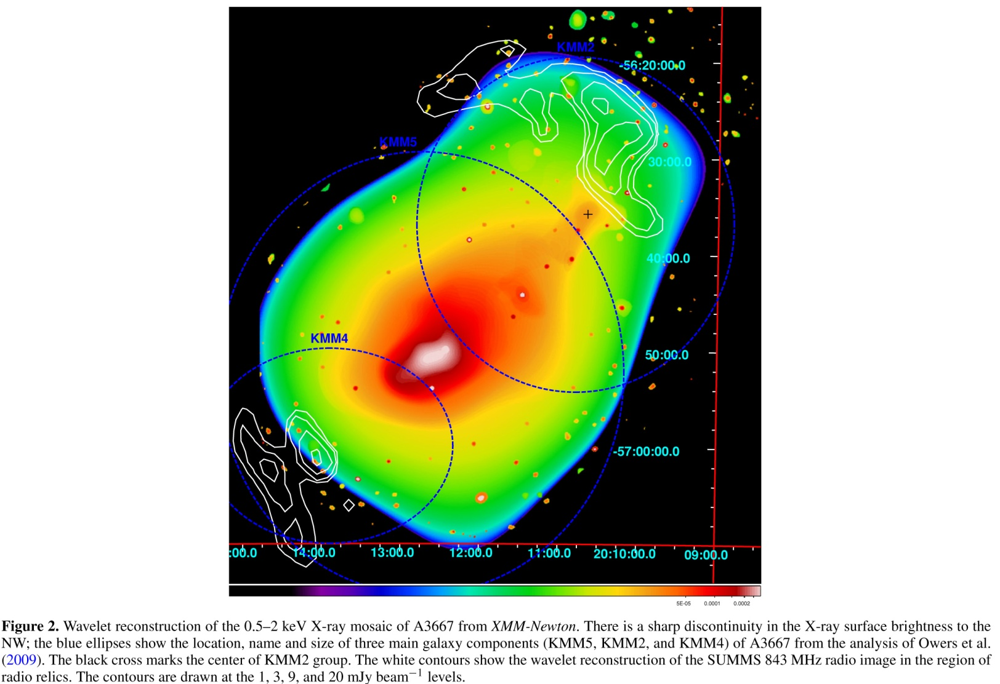 KMM2
-56:20:00.0
KMM5
30:00.0
40:00.0
KMM4
50:00.0
-57:00:00.0
:00.0 14:00.0 13:00.0 12:00.0 11:00.0 20:10:00.0 09:00.0
5E-05 0.0001 0.0002
Figure 2. Wavelet reconstruction of the 0.5–2 keV X-ray mosaic of A3667 from XMM-Newton. There is a sharp discontinuity in the X-ray surface brightness to the
NW; the blue ellipses show the location, name and size of three main galaxy components (KMM5, KMM2, and KMM4) of A3667 from the analysis of Owers et al.
(2009). The black cross marks the center of KMM2 group. The white contours show the wavelet reconstruction of the SUMMS 843 MHz radio image in the region of
radio relics. The contours are drawn at the 1, 3, 9, and 20 mJy beam−1 levels.